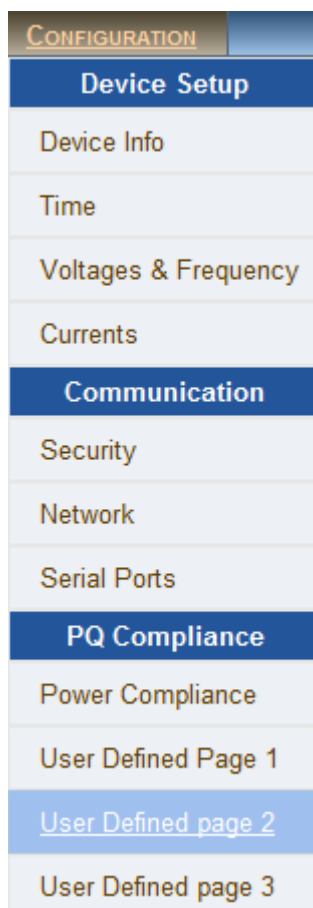 CONFIGURATION
Device Setup
Device Info
Time
Voltages & Frequency
Currents
Communication
Security
Network
Serial Ports
PQ Compliance
Power Compliance
User Defined Page 1
User Defined page 2
User Defined page 3